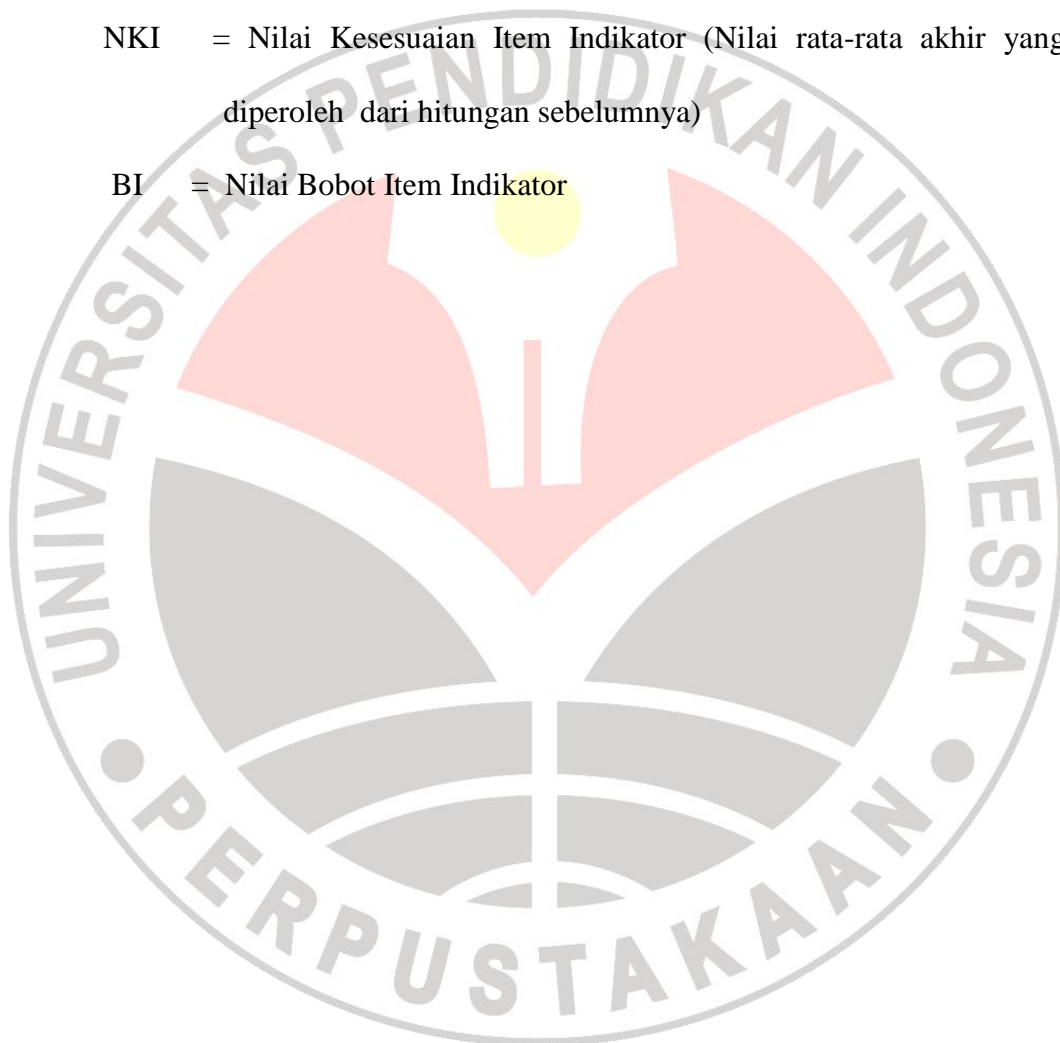 NKI = Nilai Kesesuaian Item Indikator (Nilai rata-rata akhir yang
diperoleh dari hitungan sebelumnya)
BI = Nilai Bobot Item Indikator
UNIVERSITAS PENDIDIKAN INDONESIA
PERPUSTAKAAN